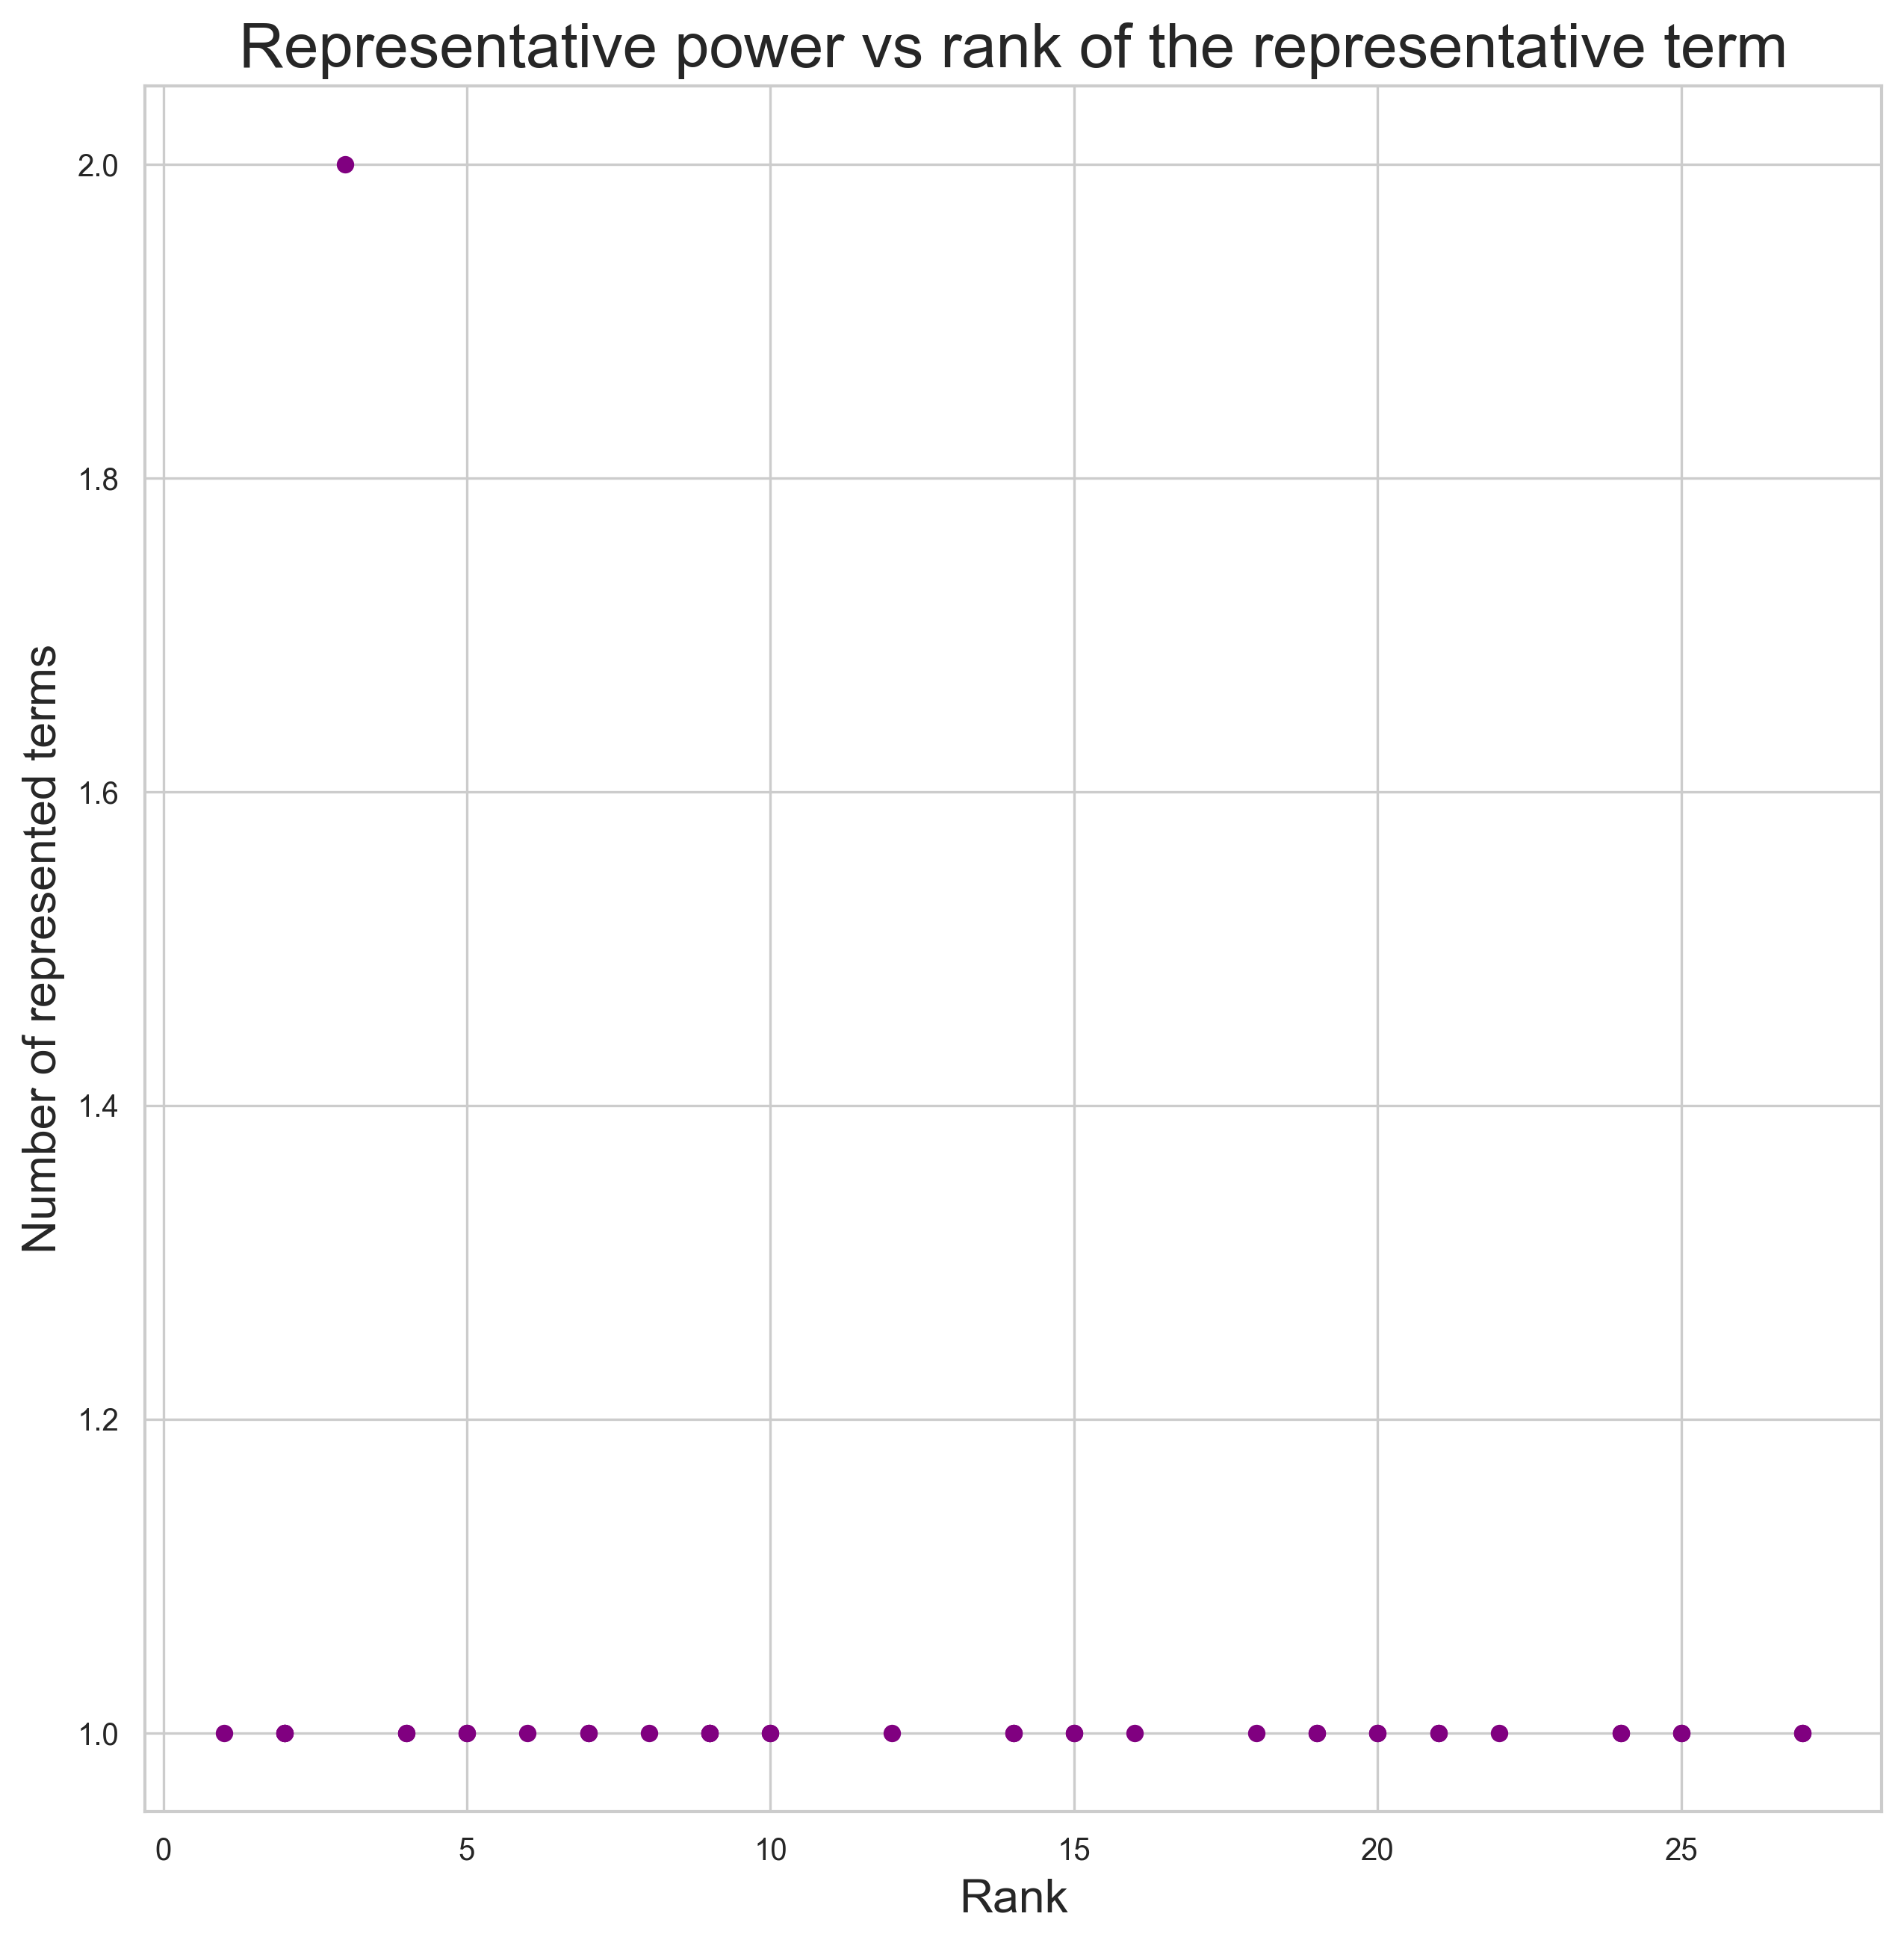 Representative power vs rank of the representative term
Number of represented terms
2.0
1.8
1.6
1.4
1.2
1.0
0 5 10 15 20 25
Rank